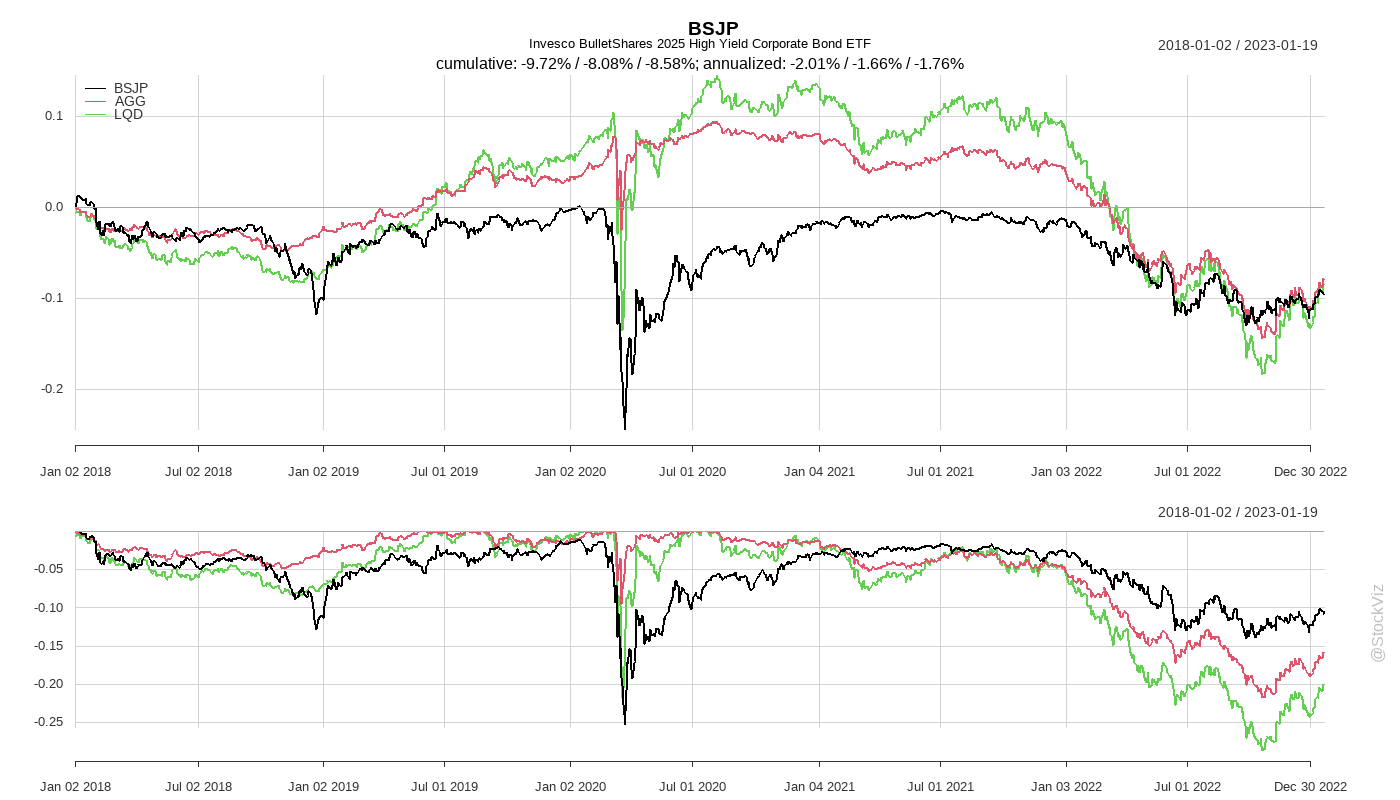 BSJP
Invesco BulletShares 2025 High Yield Corporate Bond ETF
2018-01-02 / 2023-01-19
cumulative: -9.72% / -8.08% / -8.58%; annualized: -2.01% / -1.66% / -1.76%
BSJP
AGG
LQD
0.1
0.0
-0.1
-0.2
Jan 02 2018 Jul 02 2018 Jan 02 2019 Jul 01 2019 Jan 02 2020 Jul 01 2020 Jan 04 2021 Jul 01 2021 Jan 03 2022 Jul 01 2022 Dec 30 2022
2018-01-02 / 2023-01-19
-0.05
-0.10
-0.15
-0.20
-0.25
Jan 02 2018 Jul 02 2018 Jan 02 2019 Jul 01 2019 Jan 02 2020 Jul 01 2020 Jan 04 2021 Jul 01 2021 Jan 03 2022 Jul 01 2022 Dec 30 2022
@StockViz